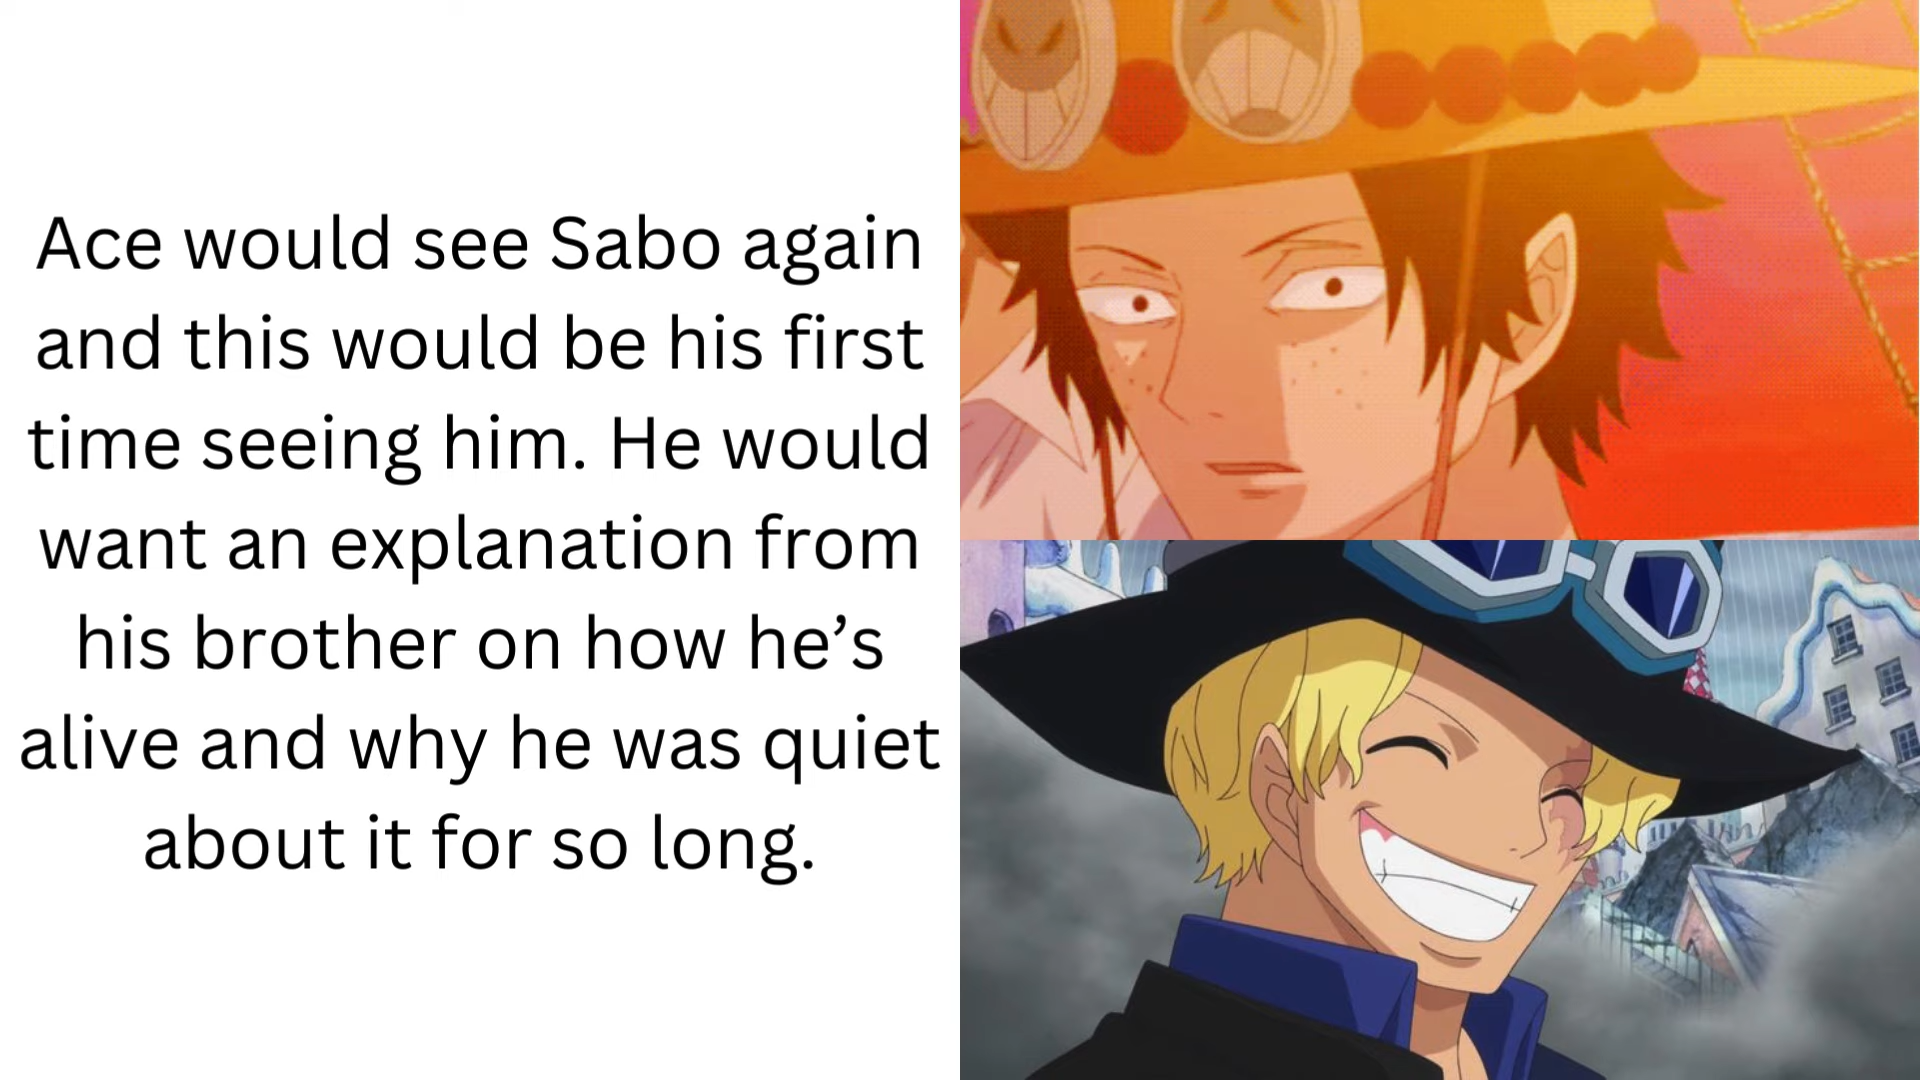 Ace would see Sabo again
and this would be his first
time seeing him. He would
want an explanation from
his brother on how he’s
alive and why he was quiet
about it for so long.